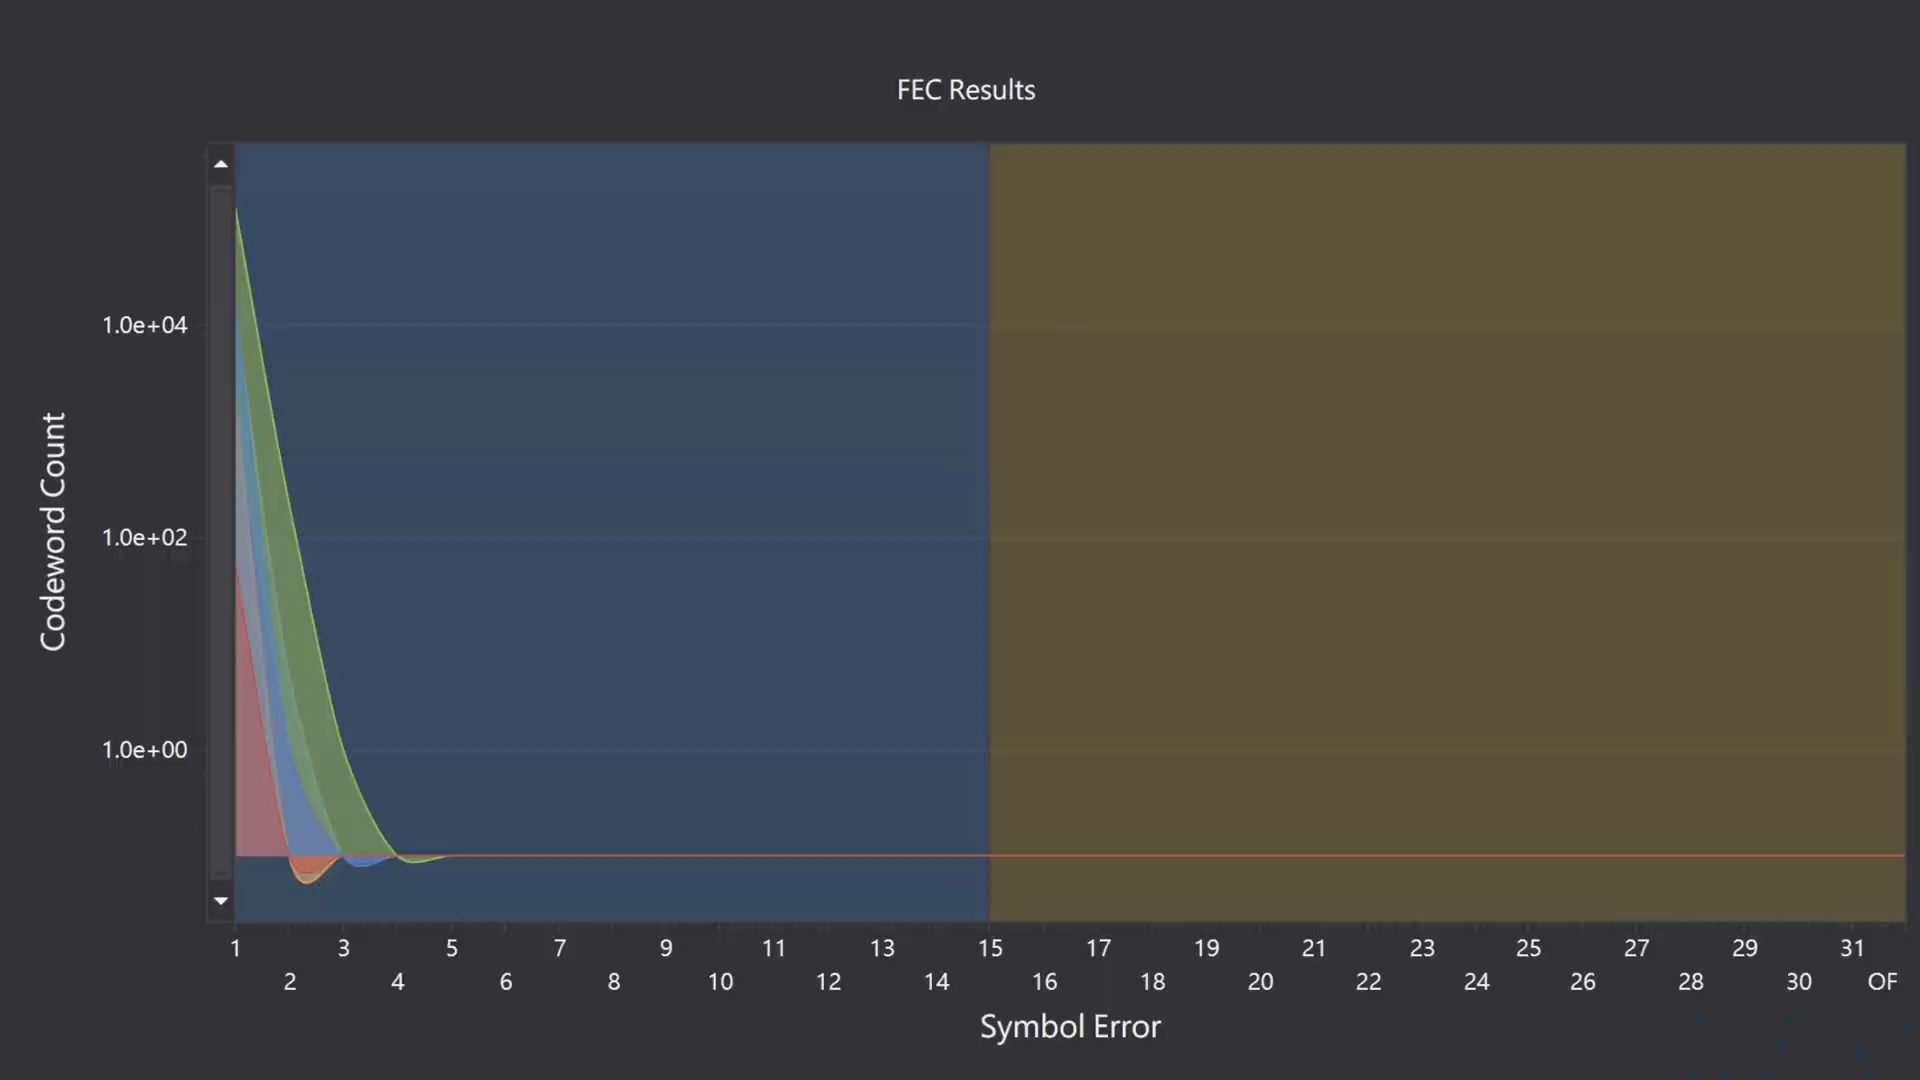 FEC Results
Codeword Count
1.0e+04
1.0e+02
1.0e+00
1 3 5 7 9 11 13 15 17 19 21 23 25 27 29 31
2 4 6 8 10 12 14 16 18 20 22 24 26 28 30 OF
Symbol Error